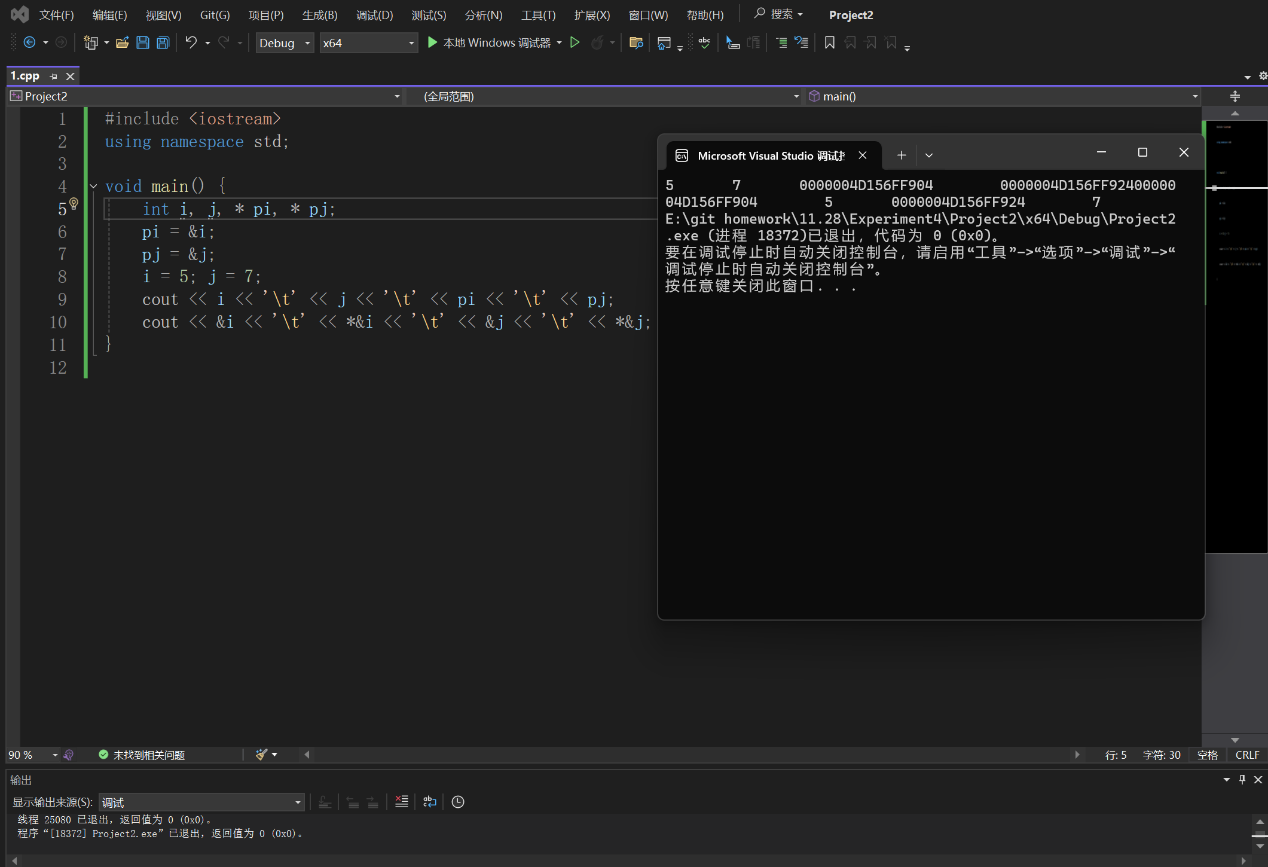 文件(F) 编辑(E) 视图(V) Git(G) 项目(P) 生成(B) 调试(D) 测试(S) 分析(N) 工具(T) 扩展(X) 窗口(W) 帮助(H) 搜索 Project2
Debug x64 本地 Windows 调试器
1.cpp
Project2 (全局范围) main()
1 #include <iostream>
2 using namespace std;
3
4 void main() {
5 int i, j, * pi, * pj;
6 pi = &i;
7 pj = &j;
8 i = 5; j = 7;
9 cout << i << '\t' << j << '\t' << pi << '\t' << pj;
10 cout << &i << '\t' << *&i << '\t' << &j << '\t' << *&j;
11 }
12
Microsoft Visual Studio 调试控
5 7 0000004D156FF904 0000004D156FF92400000
04D156FF904 5 0000004D156FF924 7
E:\git homework\11.28\Experiment4\Project2\x64\Debug\Project2
.exe (进程 18372)已退出，代码为 0 (0x0)。
要在调试停止时自动关闭控制台，请启用“工具”->“选项”->“调试”->“
调试停止时自动关闭控制台”。
按任意键关闭此窗口. . .
90 % 未找到相关问题 行: 5 字符: 30 空格 CRLF
输出
显示输出来源(S): 调试
线程 25080 已退出，返回值为 0 (0x0)。
程序“[18372] Project2.exe”已退出，返回值为 0 (0x0)。